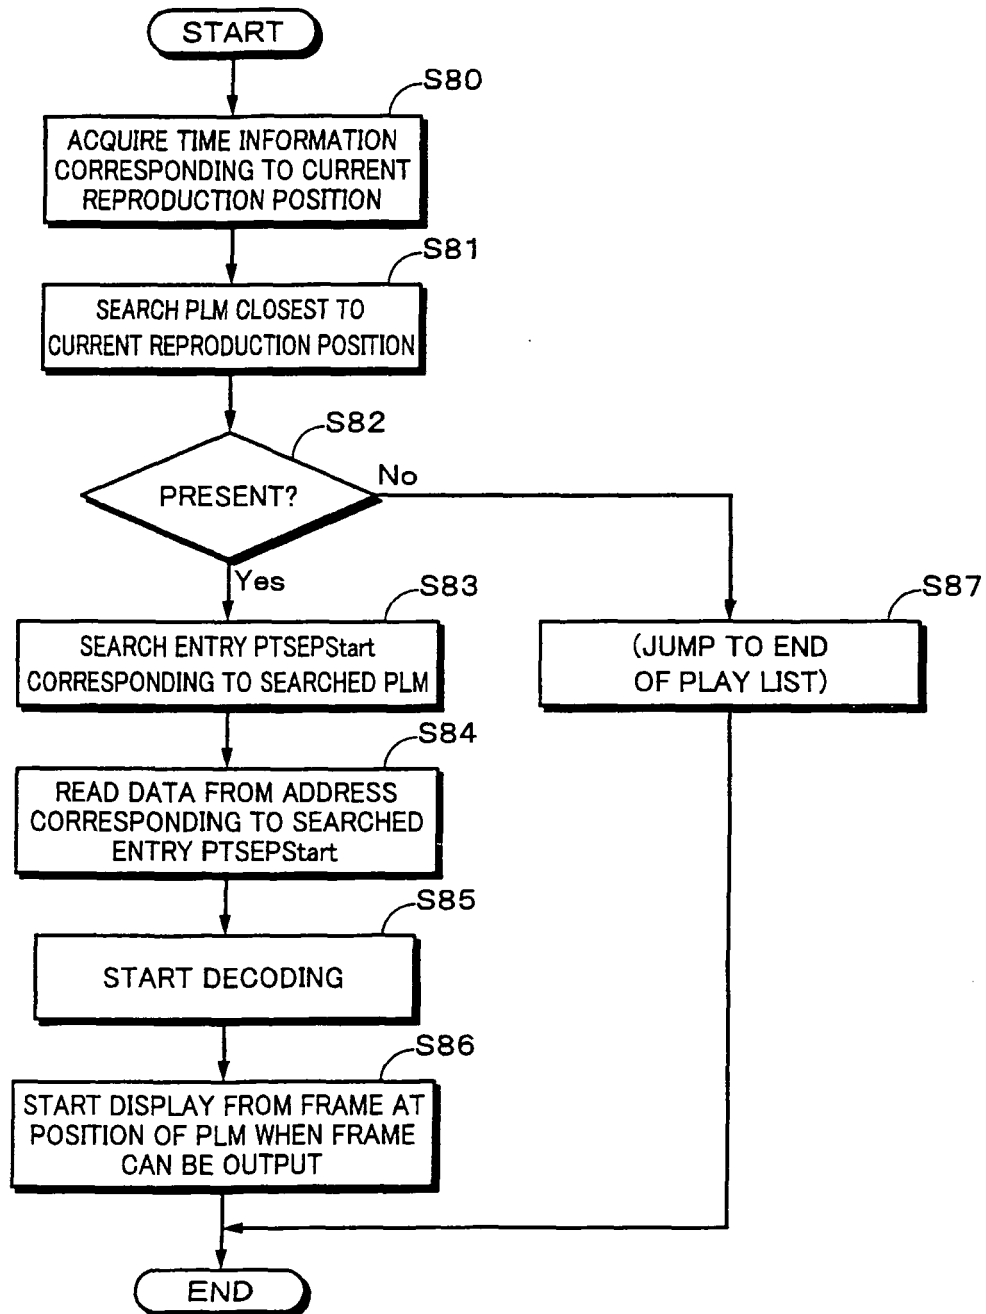 START
S80
ACQUIRE TIME INFORMATION
CORRESPONDING TO CURRENT
REPRODUCTION POSITION
S81
SEARCH PLM CLOSEST TO
CURRENT REPRODUCTION POSITION
S82
PRESENT?
No
Yes
S83
SEARCH ENTRY PTSEPStart
CORRESPONDING TO SEARCHED PLM
S87
(JUMP TO END
OF PLAY LIST)
S84
READ DATA FROM ADDRESS
CORRESPONDING TO SEARCHED
ENTRY PTSEPStart
S85
START DECODING
S86
START DISPLAY FROM FRAME AT
POSITION OF PLM WHEN FRAME
CAN BE OUTPUT
END